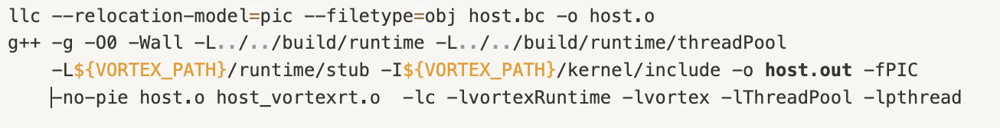 llc --relocation-model=pic --filetype=obj host.bc -o host.o
g++ -g -O0 -Wall -L../../build/runtime -L../../build/runtime/threadPool
-L${VORTEX_PATH}/runtime/stub -I${VORTEX_PATH}/kernel/include -o host.out -fPIC
-no-pie host.o host_vortexrt.o  -lc -lvortexRuntime -lvortex -lThreadPool -lpthread